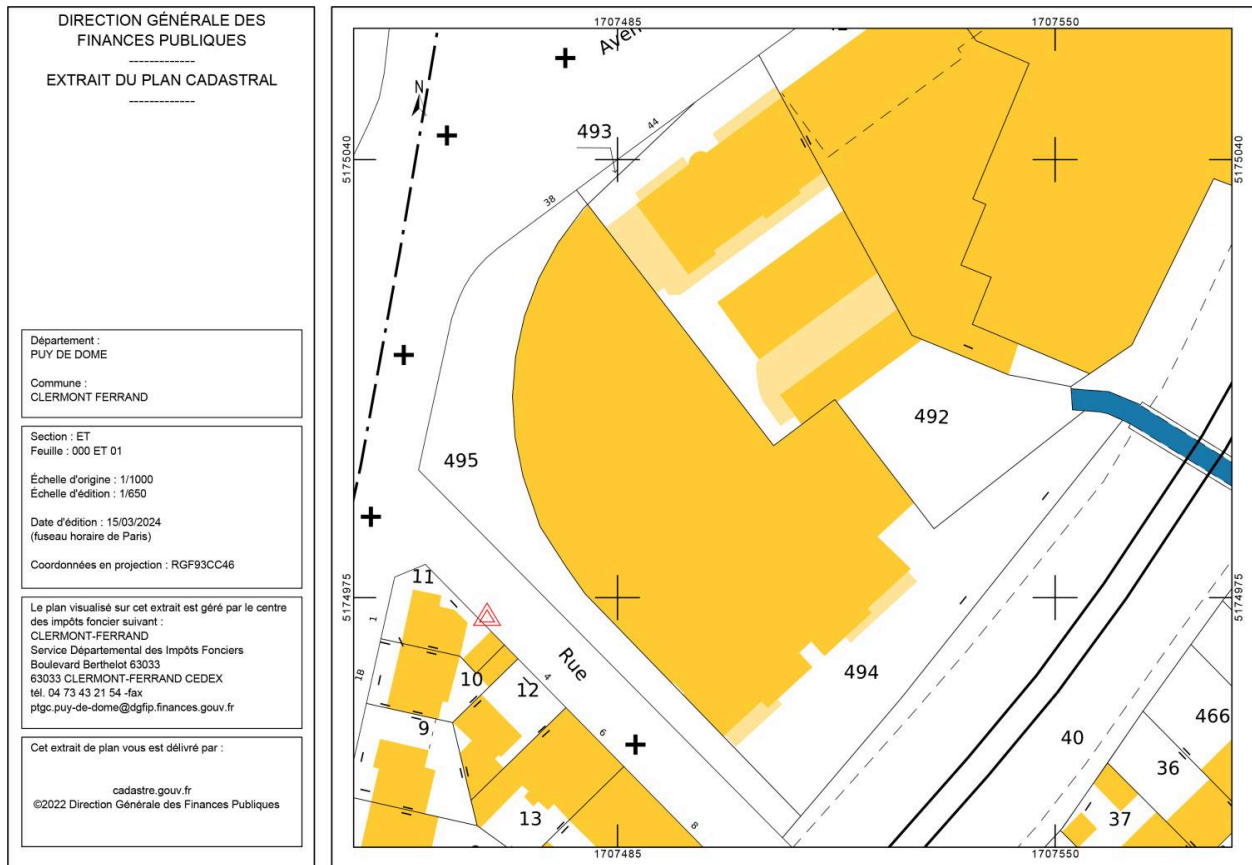 DIRECTION GÉNÉRALE DES
FINANCES PUBLIQUES
-------------
EXTRAIT DU PLAN CADASTRAL
-------------
Département :
PUY DE DOME
Commune :
CLERMONT FERRAND
Section : ET
Feuille : 000 ET 01
Échelle d'origine : 1/1000
Échelle d'édition : 1/650
Date d'édition : 15/03/2024
(fuseau horaire de Paris)
Coordonnées en projection : RGF93CC46
Le plan visualisé sur cet extrait est géré par le centre
des impôts foncier suivant :
CLERMONT-FERRAND
Service Départemental des Impôts Fonciers
Boulevard Berthelot 63033
63033 CLERMONT-FERRAND CEDEX
tél. 04 73 43 21 54 -fax
ptgc.puy-de-dome@dgfip.finances.gouv.fr
Cet extrait de plan vous est délivré par :
cadastre.gouv.fr
©2022 Direction Générale des Finances Publiques
1707485
1707550
Aven
N
493
44
5175040
5175040
38
492
495
11
5174975
5174975
1
Rue
18
10
12
4
494
9
6
466
40
36
13
8
37
1707485
1707550